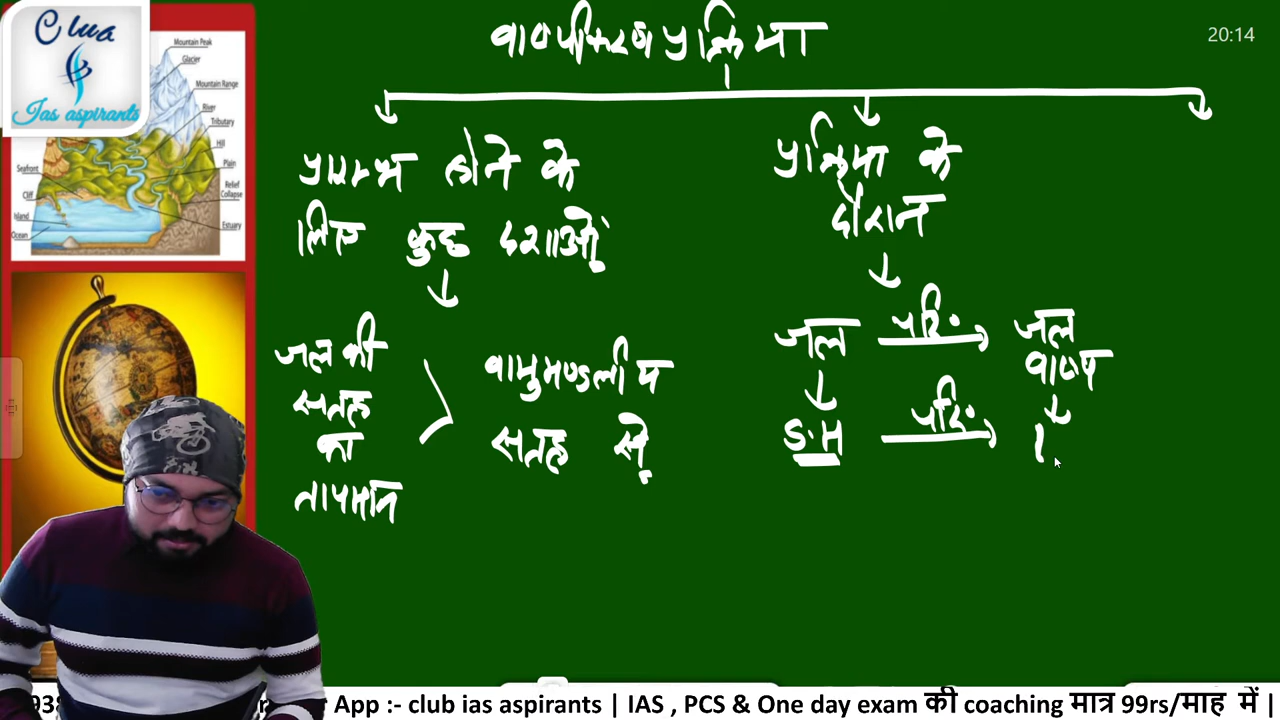 Clua
Ias aspirants
Mountain Peak
Glacier
Mountain Range
River
Tributary
Hill
Plain
Relief
Collapse
Estuary
Seafront
Cliff
Island
Ocean
20:14
वाष्पीकरण प्रक्रिया
प्रारम्भ होने के
लिए कुछ दशाओं
जल की
सतह
का
तापमान
>
वायुमण्डलीय
सतह से
प्रक्रिया के
दौरान
जल परि. जल
वाष्प
S.H परि.
App :- club ias aspirants | IAS , PCS & One day exam की coaching मात्र 99rs/माह में |